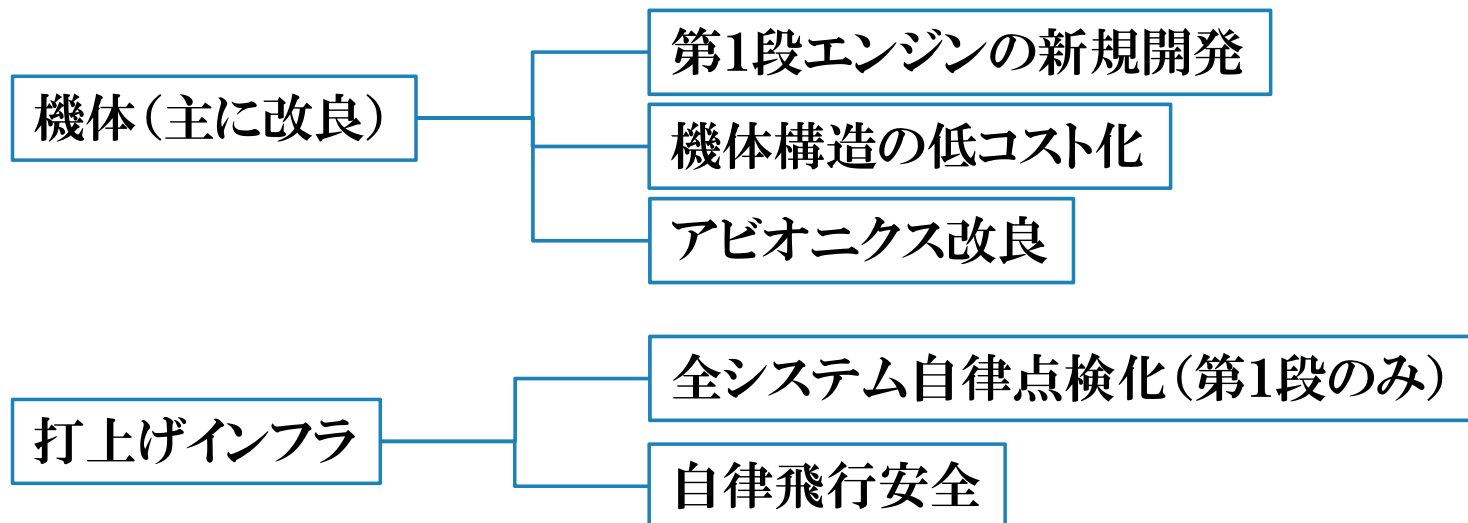 機体（主に改良）
第1段エンジンの新規開発
機体構造の低コスト化
アビオニクス改良
打上げインフラ
全システム自律点検化（第1段のみ）
自律飛行安全